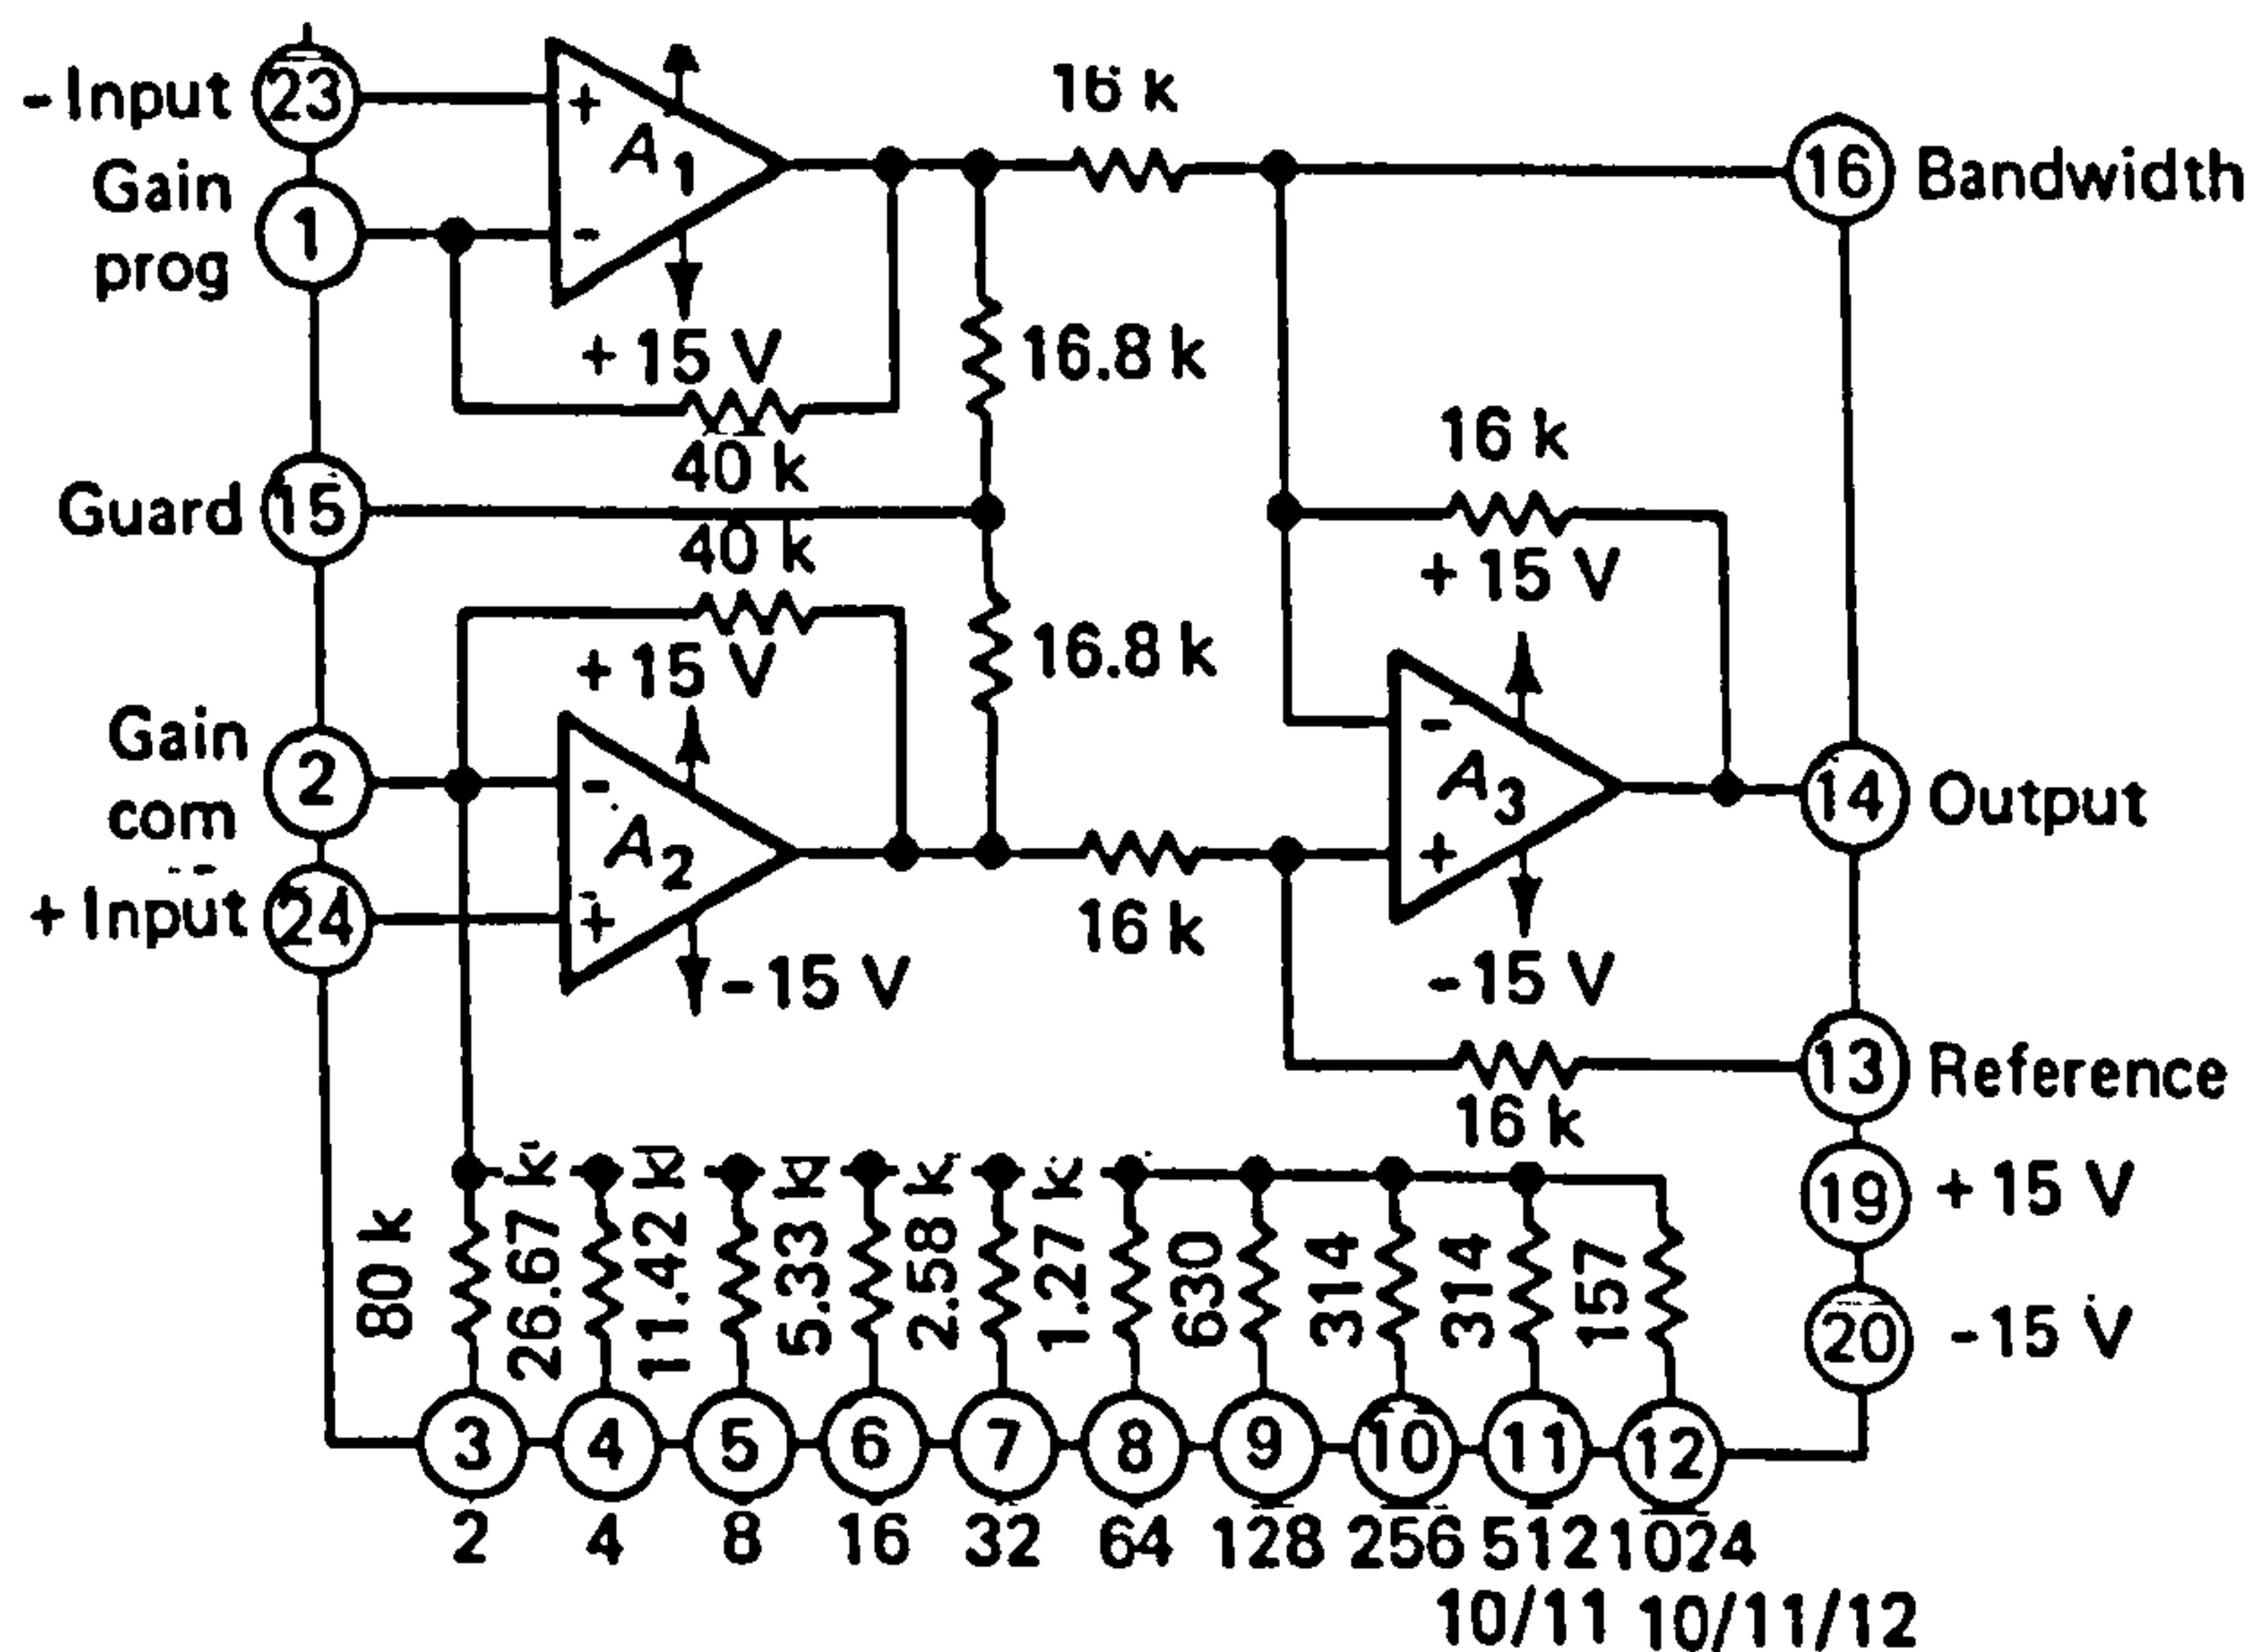 - Input
23
+
A1
-
+ 15 V
Gain
prog
1
40 k
16 k
16.8 k
16
Bandwidth
Guard
15
40 k
+ 15 V
16.8 k
16 k
+ 15 V
Gain
com
2
-
A2
+
-15 V
+ Input
24
16 k
-
A3
+
-15 V
14
Output
16 k
13
Reference
19
+ 15 V
20
-15 V
80 k
26.67 k
11.42 k
5.33 k
2.58 k
1.27 k
630
314
314
157
3 4 5 6 7 8 9 10 11 12
2 4 8 16 32 64 128 256 512 1024
10/11 10/11/12